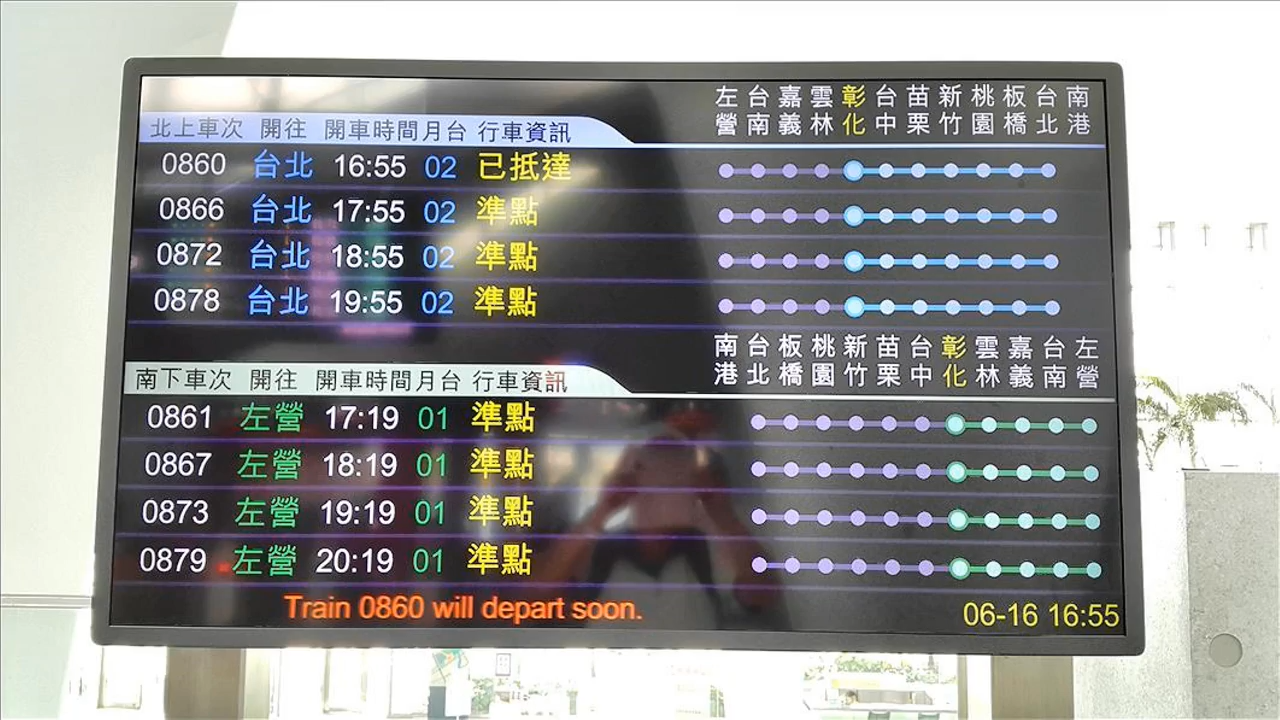 左 台 嘉 雲 彰 台 苗 新 桃 板 台 南
營 南 義 林 化 中 栗 竹 園 橋 北 港
北上車次 開往 開車時間 月台 行車資訊
0860 台北 16:55 02 已抵達
0866 台北 17:55 02 準點
0872 台北 18:55 02 準點
0878 台北 19:55 02 準點
南 台 板 桃 新 苗 台 彰 雲 嘉 台 左
港 北 橋 園 竹 栗 中 化 林 義 南 營
南下車次 開往 開車時間 月台 行車資訊
0861 左營 17:19 01 準點
0867 左營 18:19 01 準點
0873 左營 19:19 01 準點
0879 左營 20:19 01 準點
Train 0860 will depart soon.
06-16 16:55